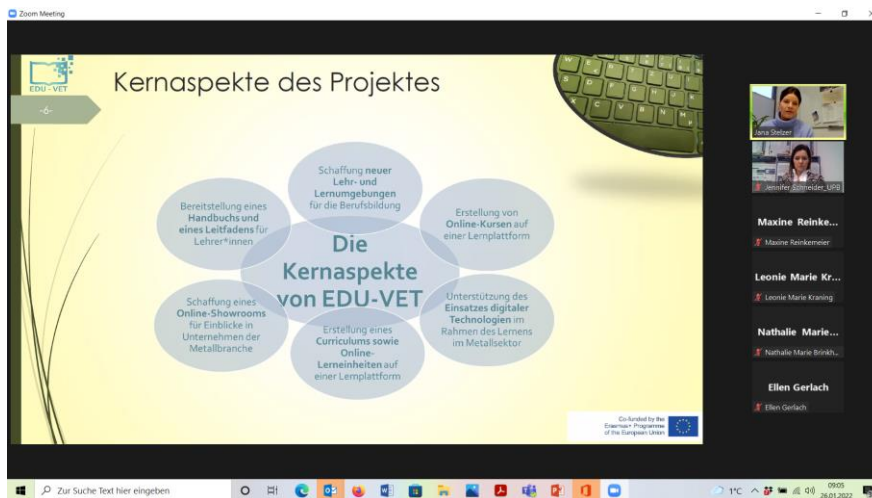 Zoom Meeting
EDU - VET
-6-
Kernaspekte des Projektes
Schaffung neuer
Lehr- und
Lernumgebungen
für die Berufsbildung
Erstellung von
Online-Kursen auf
einer Lernplattform
Unterstützung des
Einsatzes digitaler
Technologien im
Rahmen des Lernens
im Metallsektor
Erstellung eines
Curriculums sowie
Online-
Lerneinheiten auf
einer Lernplattform
Schaffung eines
Online-Showrooms
für Einblicke in
Unternehmen der
Metallbranche
Bereitstellung eines
Handbuchs und
eines Leitfadens für
Lehrer*innen
Die
Kernaspekte
von EDU-VET
Co-funded by the
Erasmus+ Programme
of the European Union
Jana Stelzer
Jennifer Schneider_UPB
Maxine Reinke...
Maxine Reinkemeier
Leonie Marie Kr...
Leonie Marie Kraning
Nathalie Marie...
Nathalie Marie Brinkh...
Ellen Gerlach
Ellen Gerlach
Zur Suche Text hier eingeben
1°C
09:05
26.01.2022